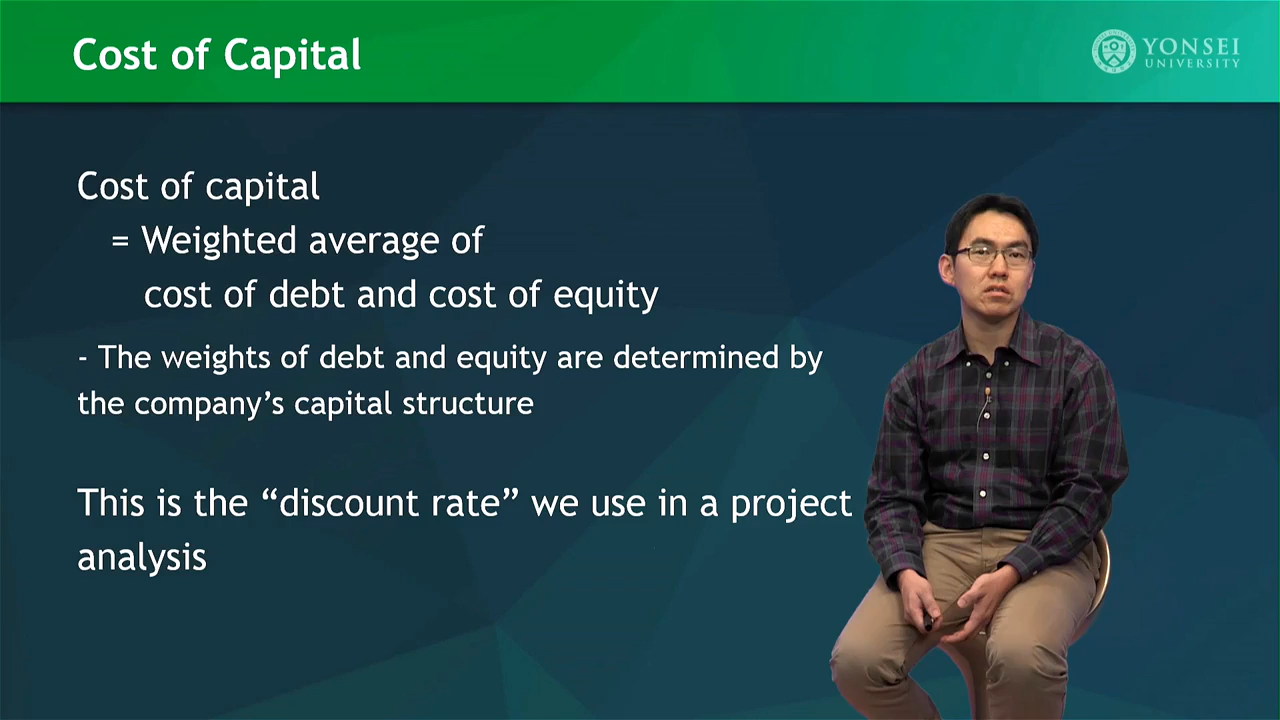 Cost of Capital
YONSEI
UNIVERSITY
Cost of capital
= Weighted average of
cost of debt and cost of equity
- The weights of debt and equity are determined by
the company’s capital structure
This is the “discount rate” we use in a project
analysis